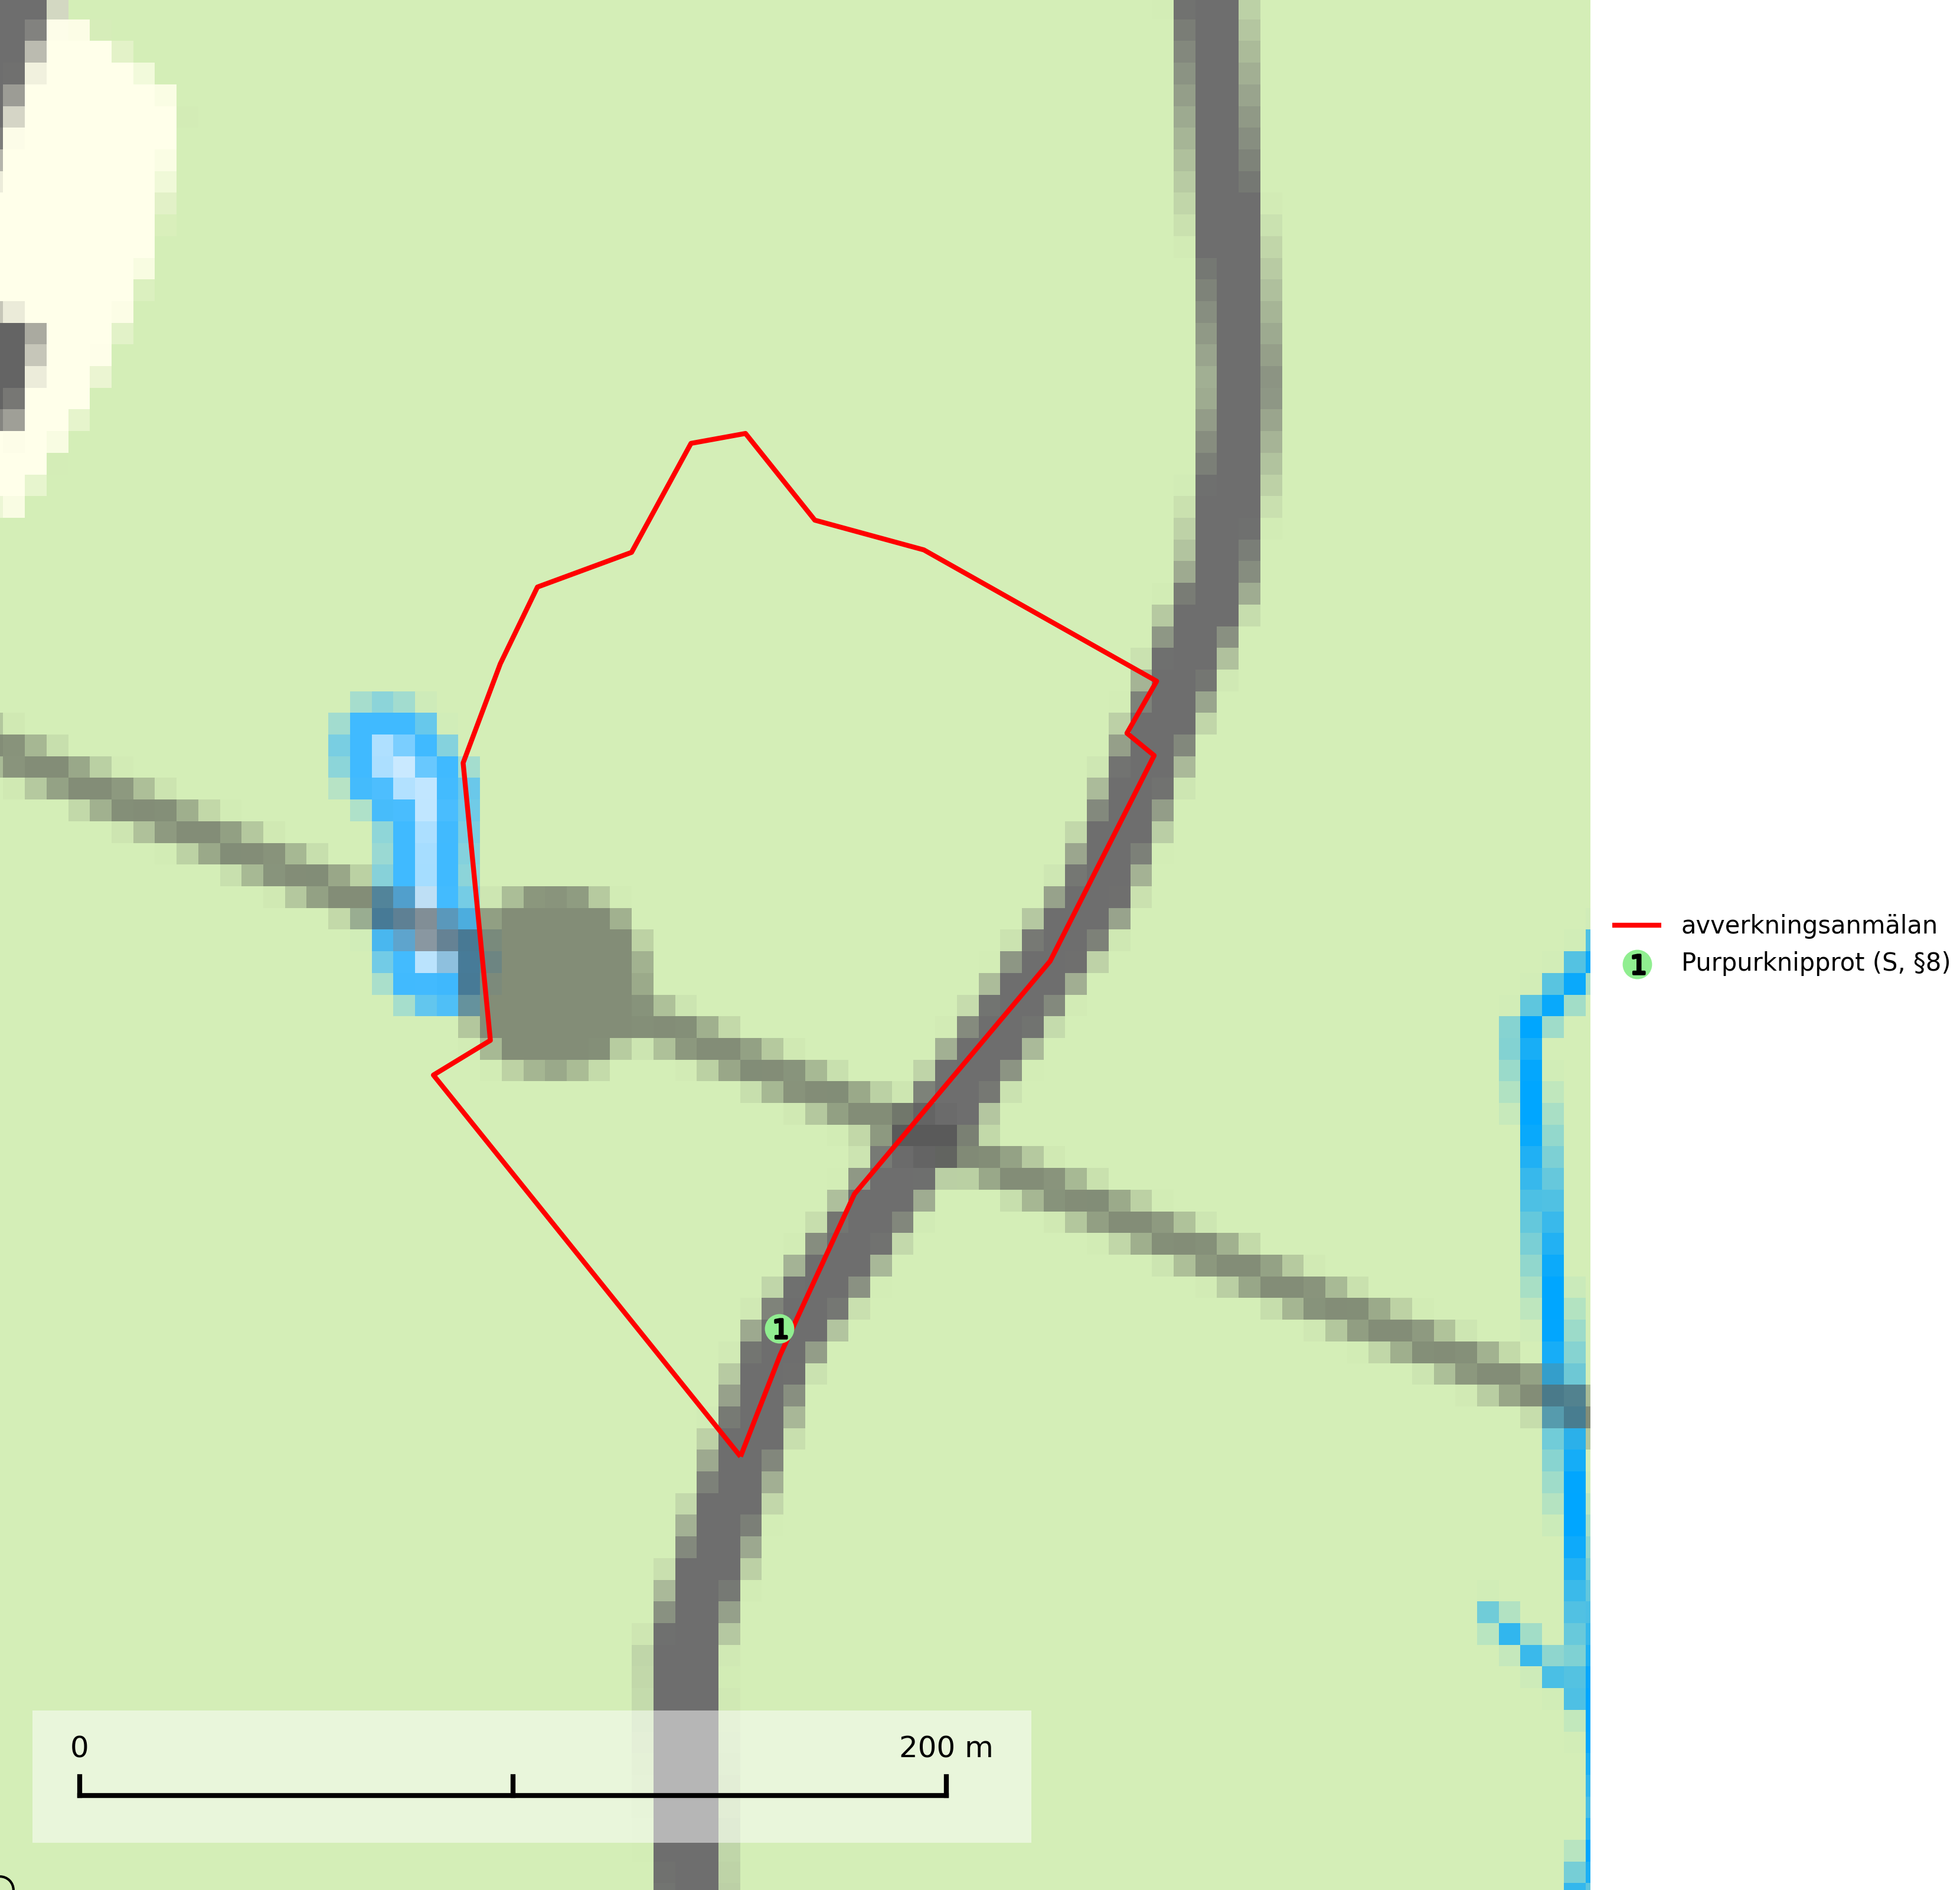 avverkningsanmälan
1 Purpurknipprot (S, §8)
1
0 200 m